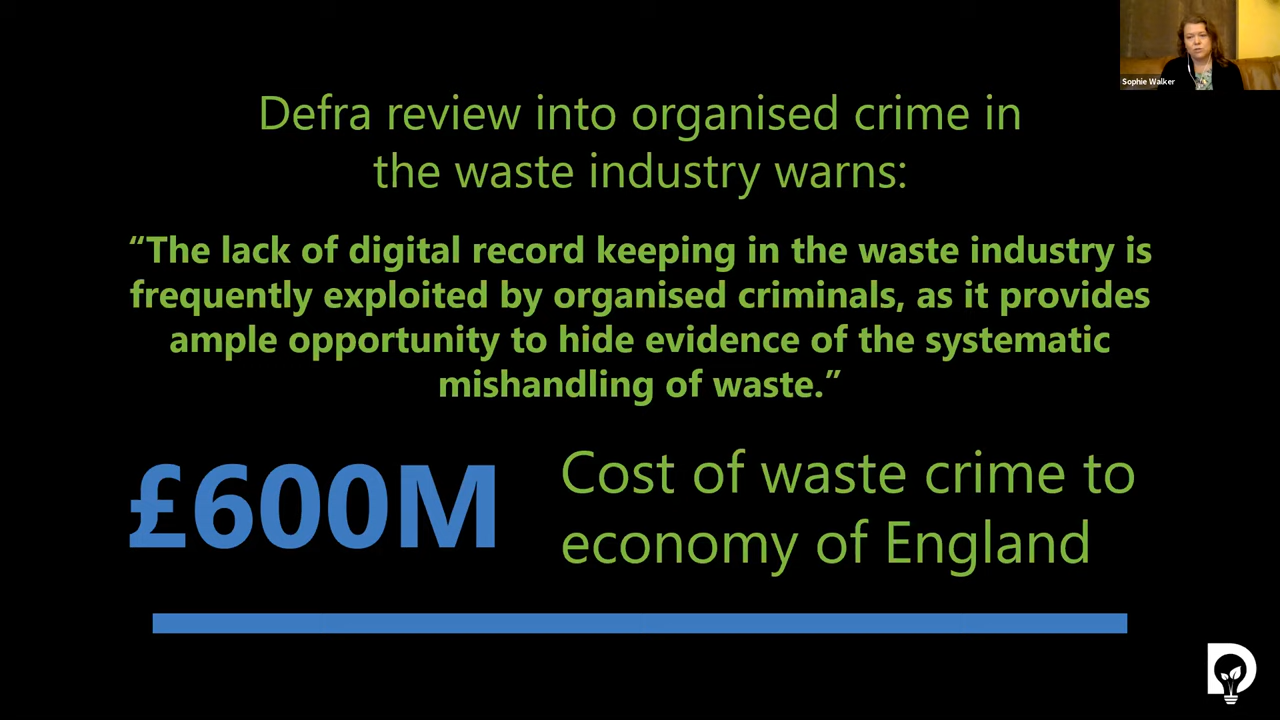 Sophie Walker
Defra review into organised crime in
the waste industry warns:
“The lack of digital record keeping in the waste industry is
frequently exploited by organised criminals, as it provides
ample opportunity to hide evidence of the systematic
mishandling of waste.”
£600M
Cost of waste crime to
economy of England
D